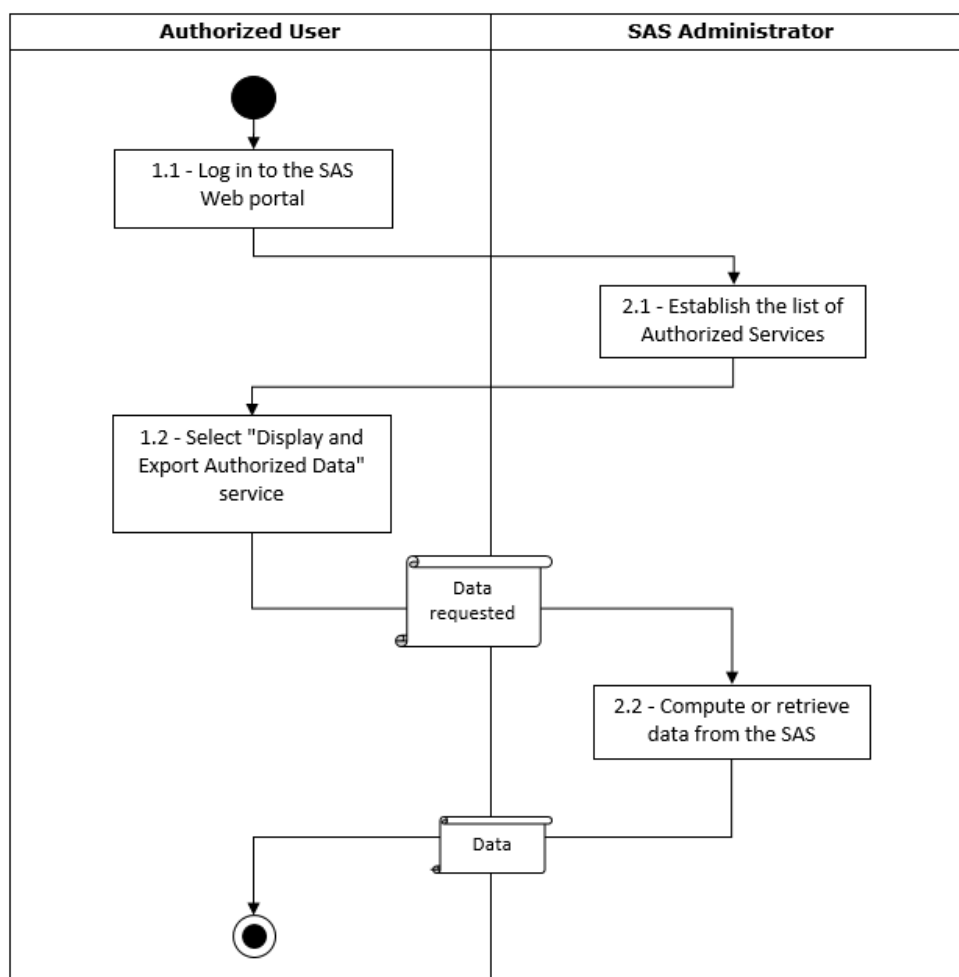 Authorized User
SAS Administrator
1.1 - Log in to the SAS
Web portal
2.1 - Establish the list of
Authorized Services
1.2 - Select "Display and
Export Authorized Data"
service
Data
requested
2.2 - Compute or retrieve
data from the SAS
Data